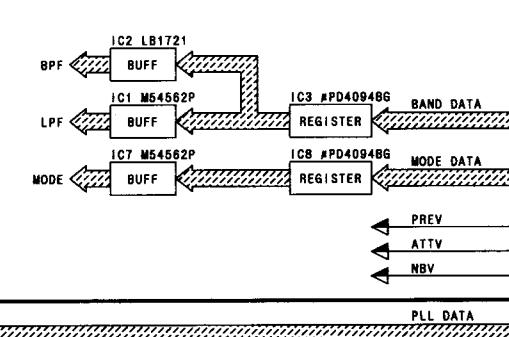 IC2 LB1721
BPF BUFF
IC1 M54562P IC3 μPD4094BG BAND DATA
LPF BUFF REGISTER
IC7 M54562P IC8 μPD4094BG MODE DATA
MODE BUFF REGISTER
PREV
ATTV
NBV
PLL DATA